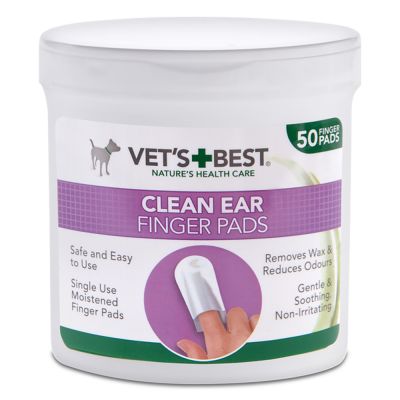 50 FINGER PADS
VET'S+BEST®
NATURE'S HEALTH CARE
CLEAN EAR
FINGER PADS
Safe and Easy
to Use
Single Use
Moistened
Finger Pads
Removes Wax &
Reduces Odours
Gentle &
Soothing,
Non-Irritating